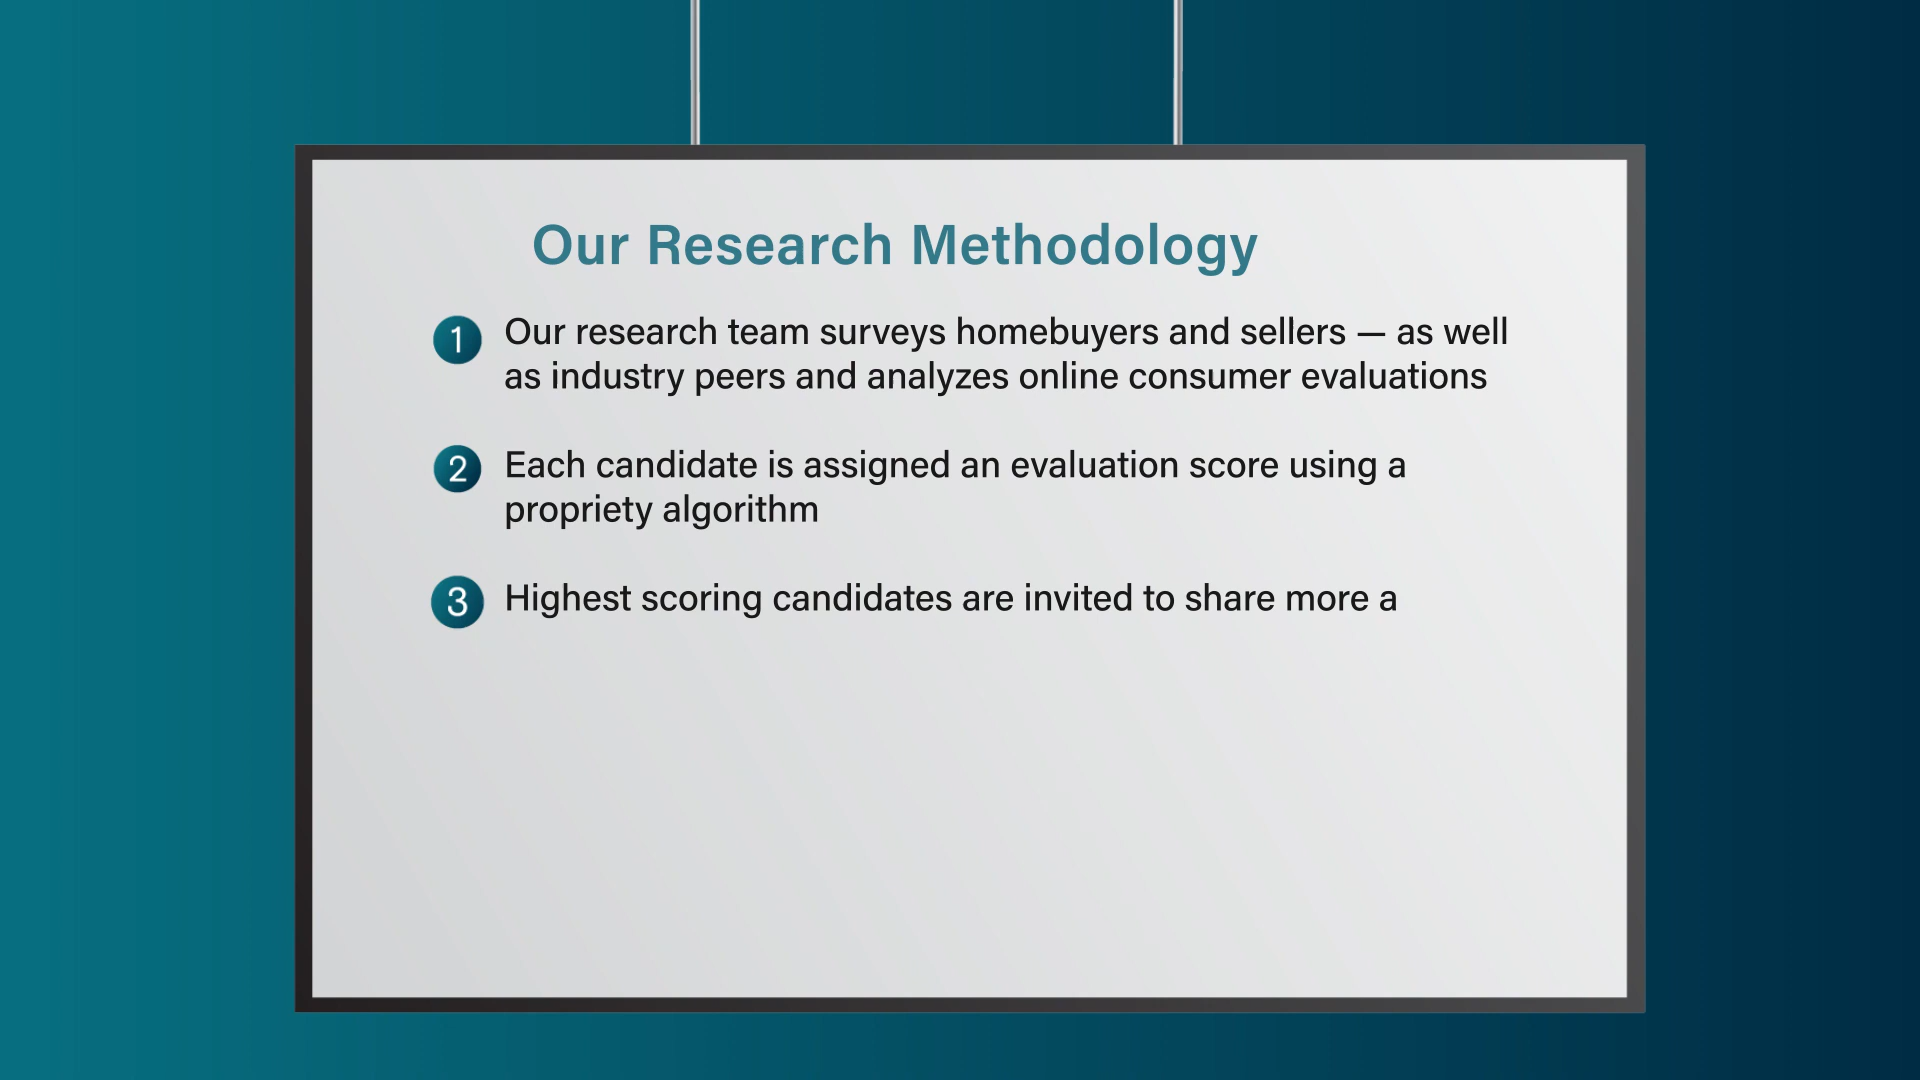 Our Research Methodology
1 Our research team surveys homebuyers and sellers — as well
as industry peers and analyzes online consumer evaluations
2 Each candidate is assigned an evaluation score using a
propriety algorithm
3 Highest scoring candidates are invited to share more a